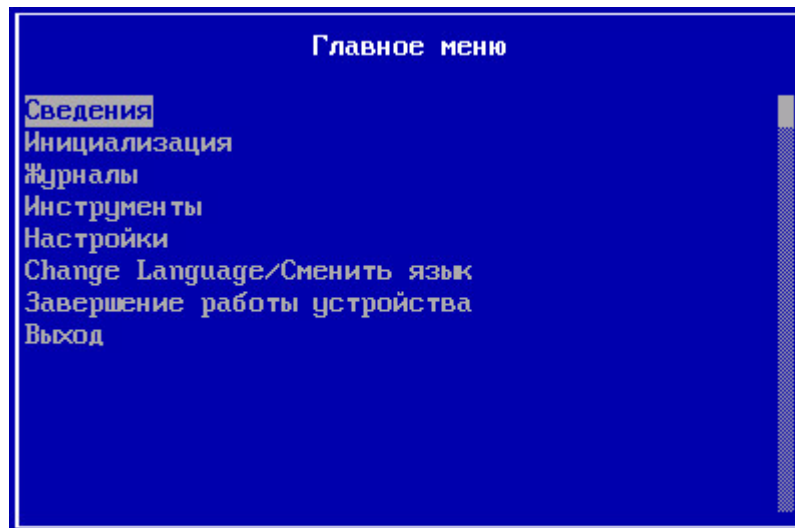 Главное меню
Сведения
Инициализация
Журналы
Инструменты
Настройки
Change Language/Сменить язык
Завершение работы устройства
Выход